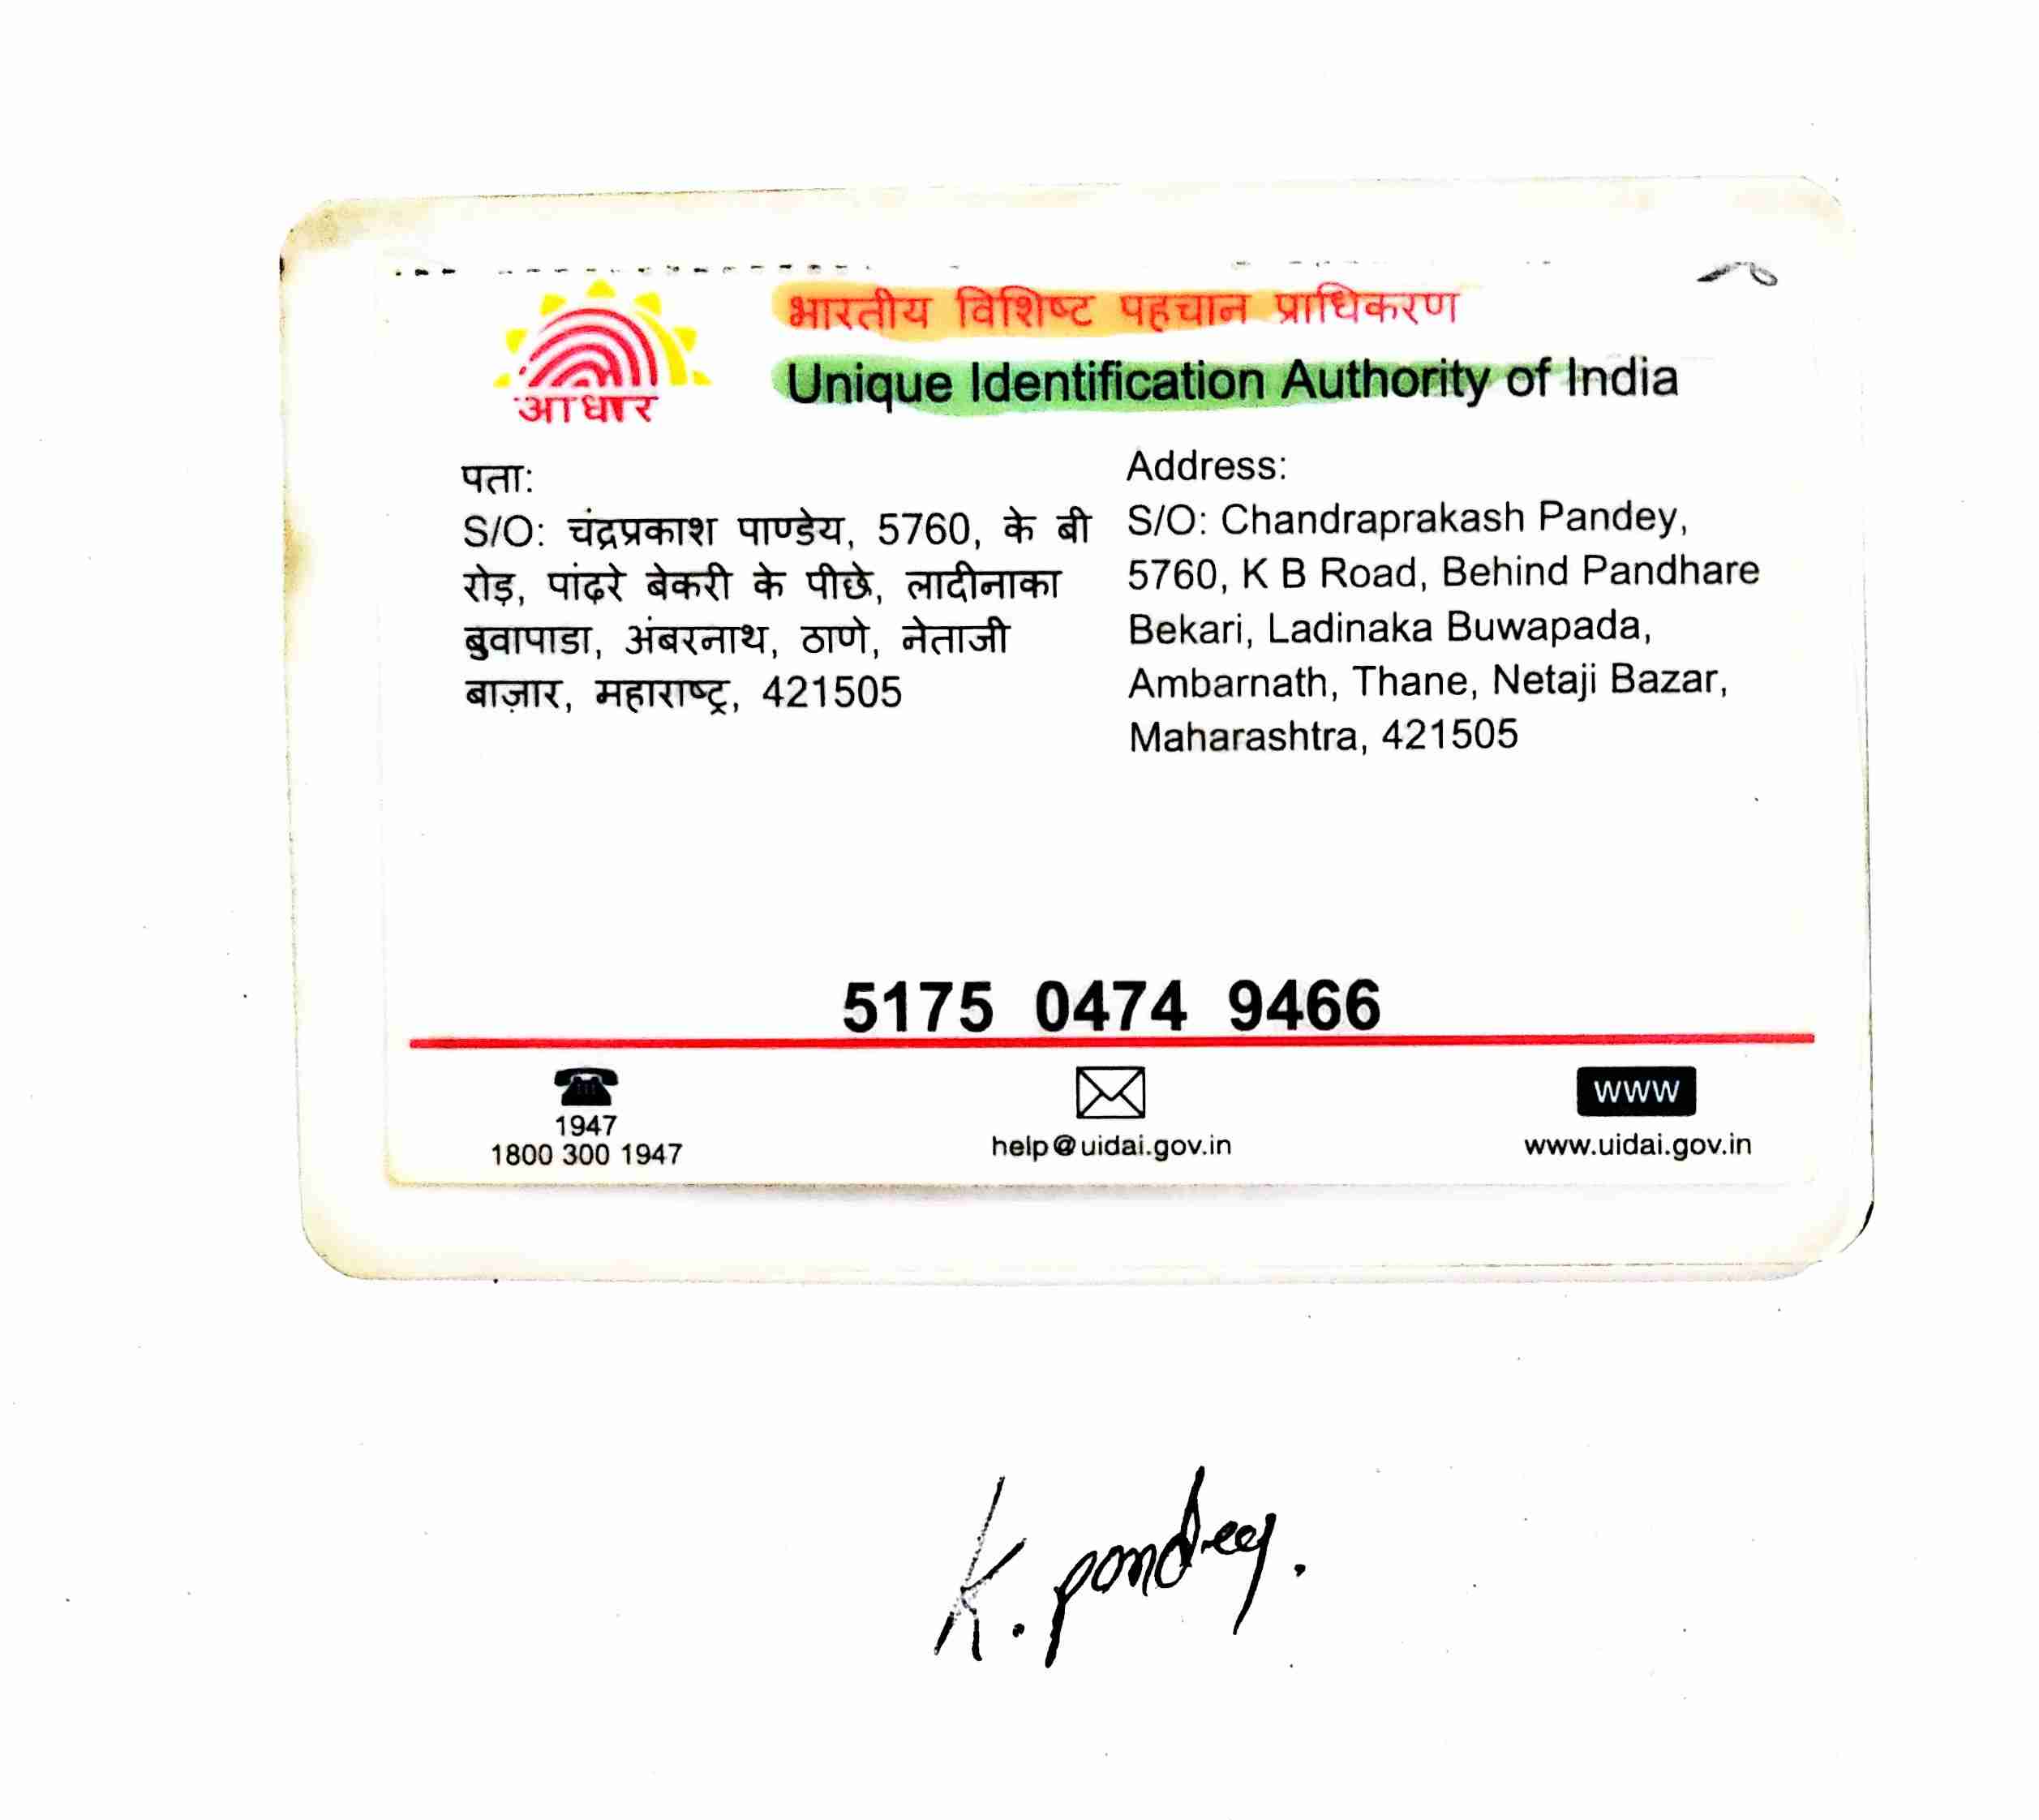 भारतीय विशिष्ट पहचान प्राधिकरण
Unique Identification Authority of India
आधार
पता:
S/O: चंद्रप्रकाश पाण्डेय, 5760, के बी
रोड़, पांढरे बेकरी के पीछे, लादीनाका
बुवापाडा, अंबरनाथ, ठाणे, नेताजी
बाज़ार, महाराष्ट्र, 421505
Address:
S/O: Chandraprakash Pandey,
5760, K B Road, Behind Pandhare
Bekari, Ladinaka Buwapada,
Ambarnath, Thane, Netaji Bazar,
Maharashtra, 421505
5175 0474 9466
1947
1800 300 1947
help@uidai.gov.in
WWW
www.uidai.gov.in
K. pandey.